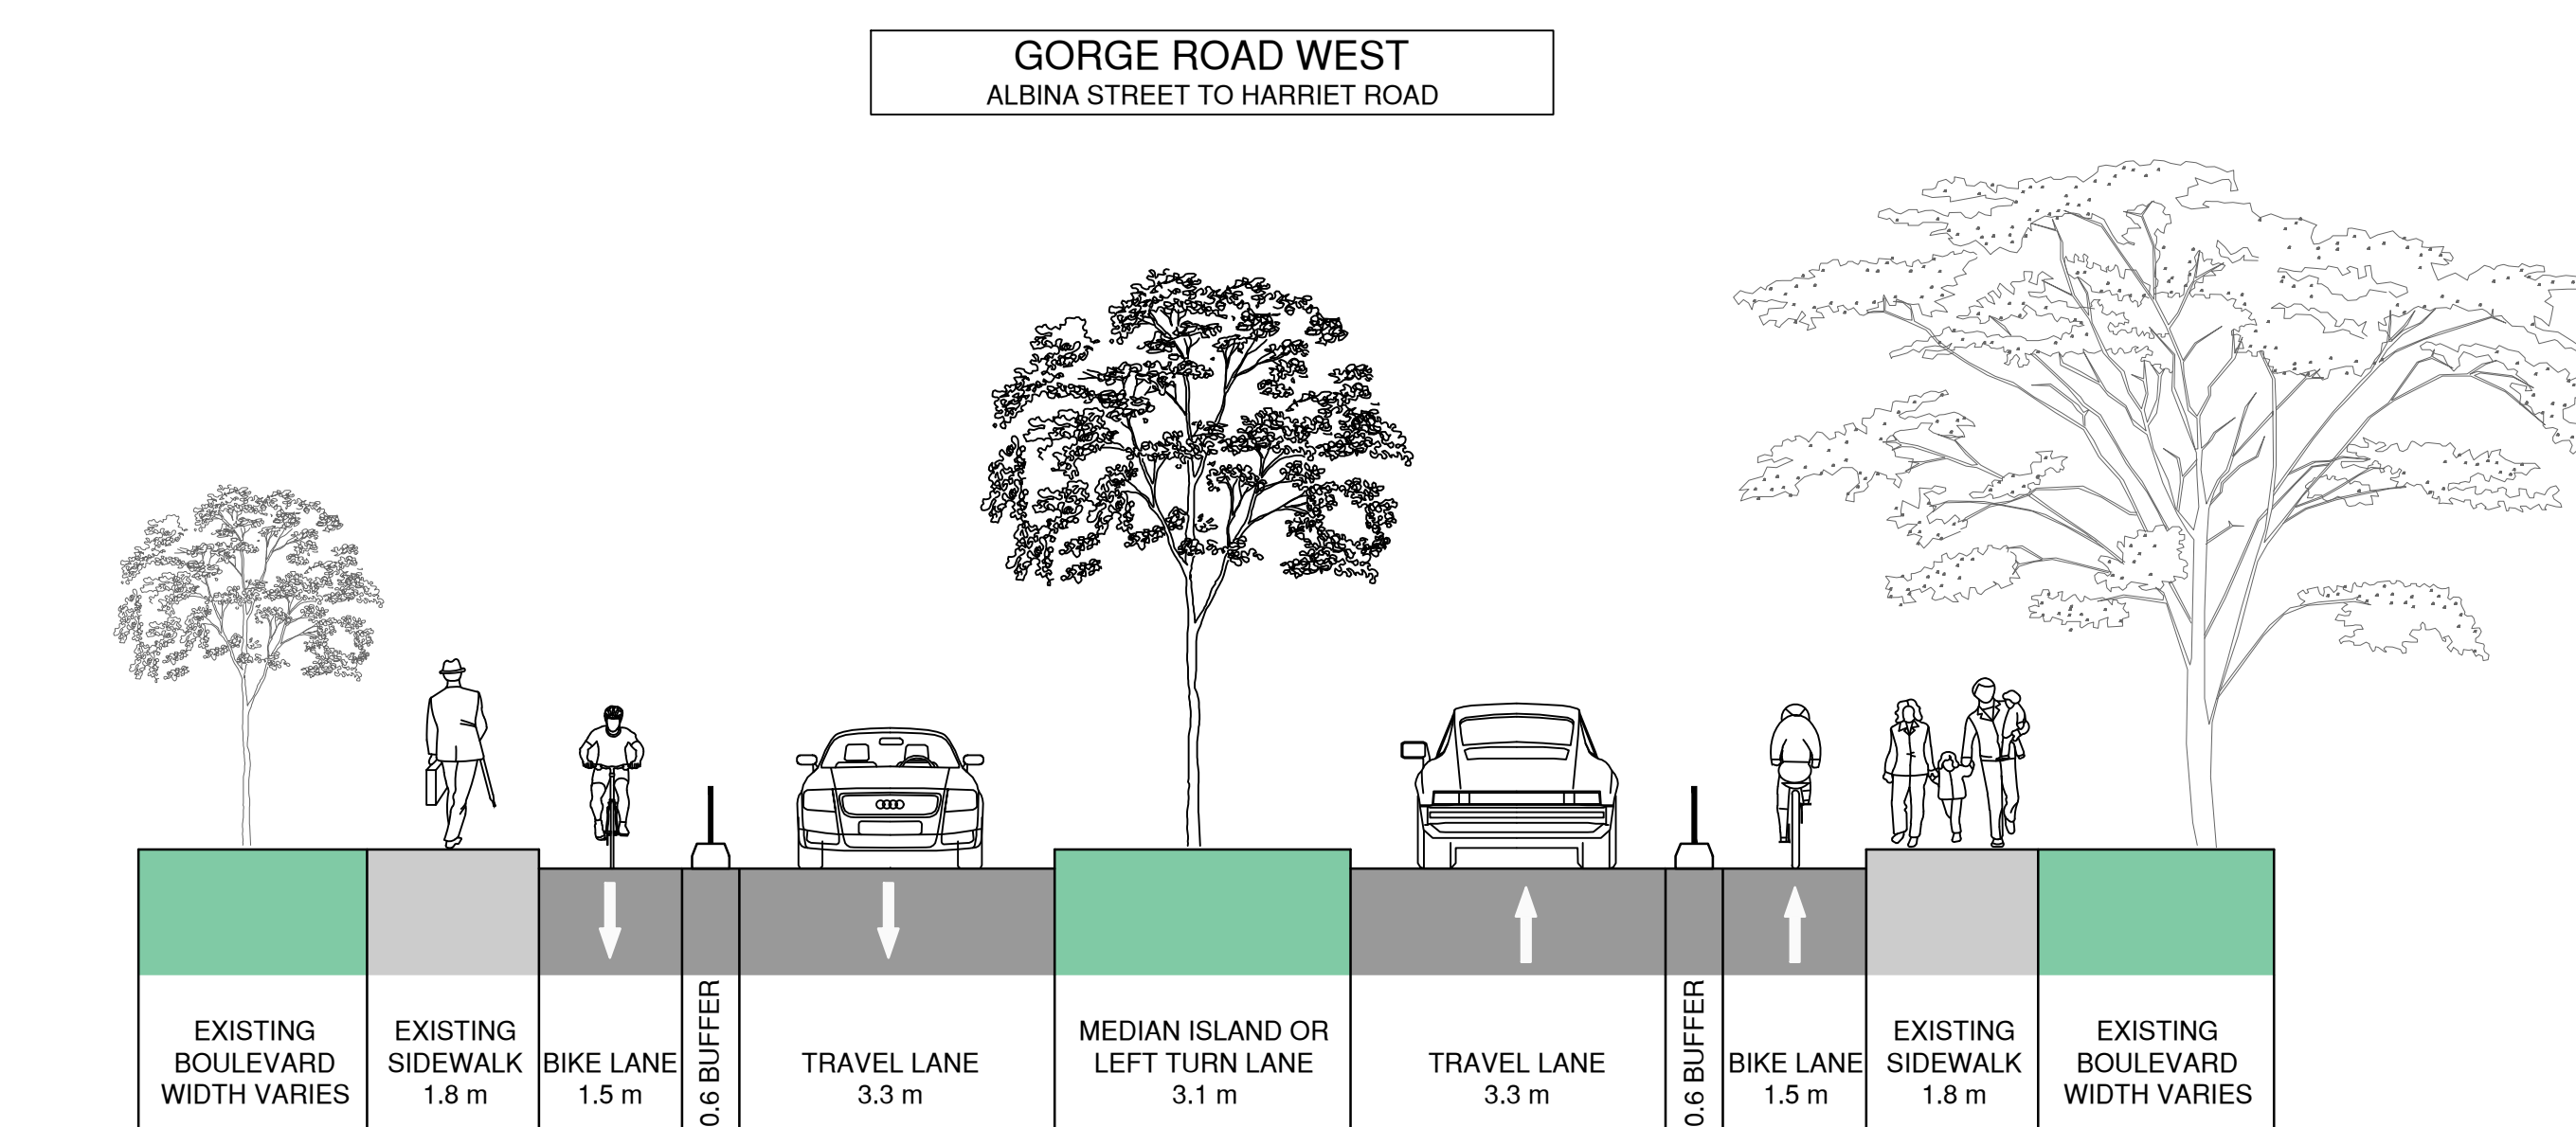 GORGE ROAD WEST
ALBINA STREET TO HARRIET ROAD
EXISTING
BOULEVARD
WIDTH VARIES
EXISTING
SIDEWALK
1.8 m
BIKE LANE
1.5 m
0.6 BUFFER
TRAVEL LANE
3.3 m
MEDIAN ISLAND OR
LEFT TURN LANE
3.1 m
TRAVEL LANE
3.3 m
0.6 BUFFER
BIKE LANE
1.5 m
EXISTING
SIDEWALK
1.8 m
EXISTING
BOULEVARD
WIDTH VARIES